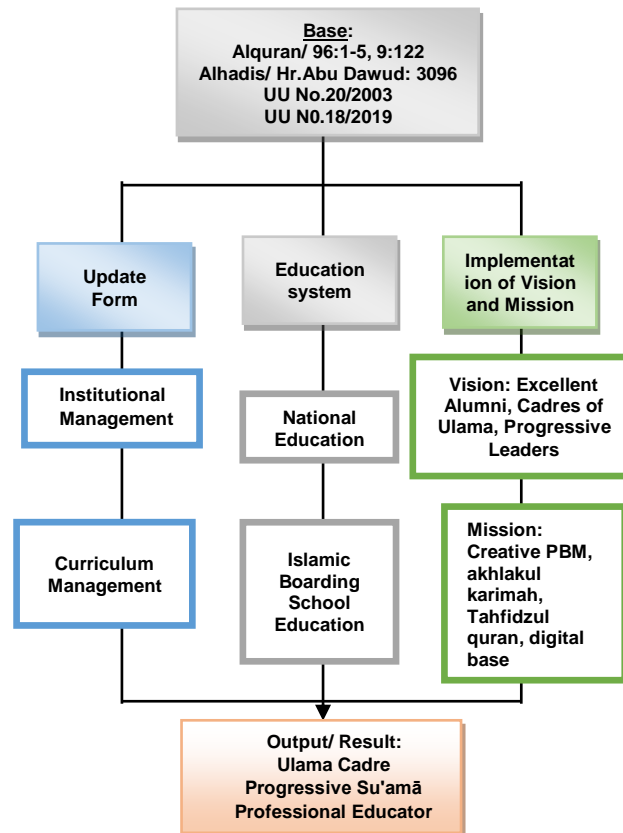 Base:
Alquran/ 96:1-5, 9:122
Alhadis/ Hr.Abu Dawud: 3096
UU No.20/2003
UU N0.18/2019
Update
Form
Education
system
Implementat
ion of Vision
and Mission
Institutional
Management
National
Education
Vision: Excellent
Alumni, Cadres of
Ulama, Progressive
Leaders
Curriculum
Management
Islamic
Boarding
School
Education
Mission:
Creative PBM,
akhlakul
karimah,
Tahfidzul
quran, digital
base
Output/ Result:
Ulama Cadre
Progressive Su'amā
Professional Educator